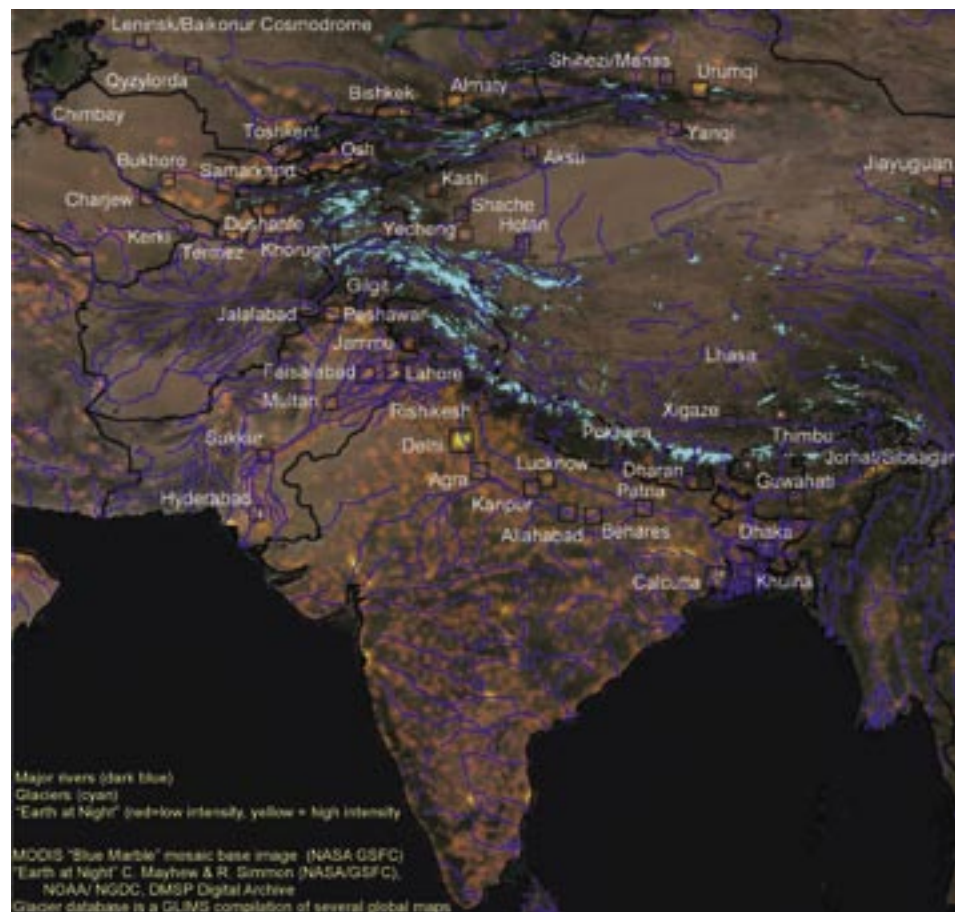 Leninsk/Baikonur Cosmodrome
Shihezi/Manas
Urumqi
Qyzylorda
Almaty
Bishkek
Chimbay
Toshkent
Yanqi
Osh
Aksu
Bukhoro
Samarkand
Jiayuguan
Kashi
Charjew
Shache
Dushanbe
Hotan
Kerki
Yecheng
Termez
Khorugh
Gilgit
Jalalabad
Peshawar
Jammu
Lhasa
Faisalabad
Lahore
Multan
Rishikesh
Xigaze
Sukkur
Delhi
Pokhara
Thimbu
Lucknow
Jorhat/Sibsagar
Agra
Dharan
Guwahati
Hyderabad
Kanpur
Patna
Allahabad
Benares
Dhaka
Calcutta
Khulna
Major rivers (dark blue)
Glaciers (cyan)
"Earth at Night" (red=low intensity, yellow = high intensity
MODIS "Blue Marble" mosaic base image (NASA GSFC)
"Earth at Night" C. Mayhew & R. Simmon (NASA/GSFC),
NOAA/ NGDC, DMSP Digital Archive
Glacier database is a GLIMS compilation of several global maps